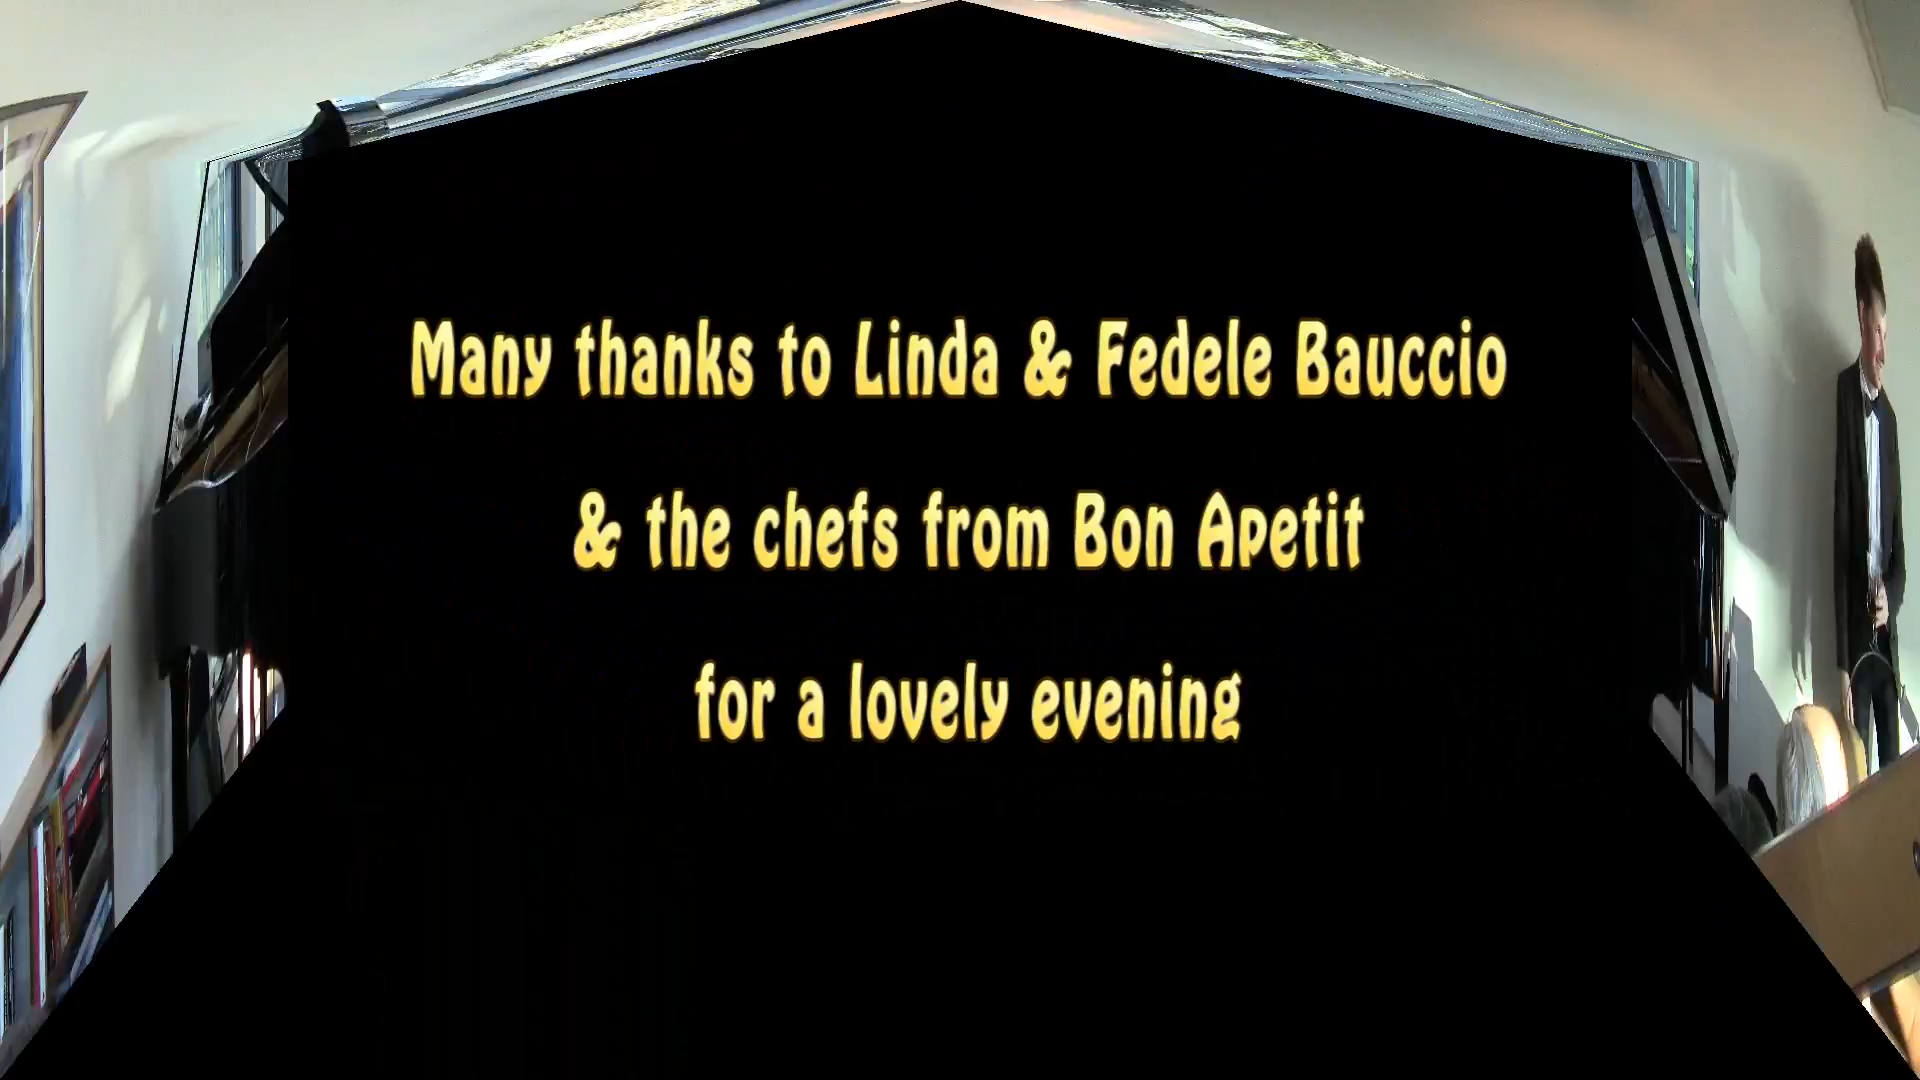 Many thanks to Linda & Fedele Bauccio
& the chefs from Bon Apetit
for a lovely evening